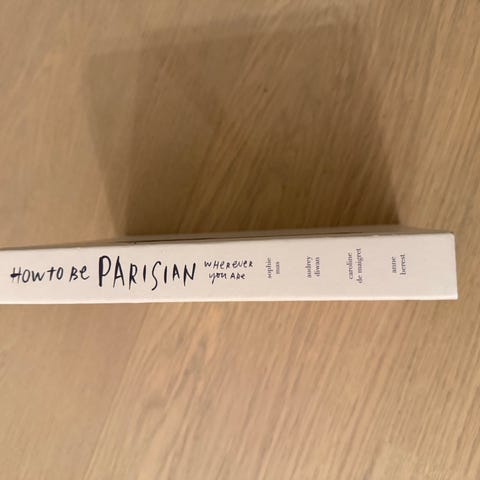 HOW TO BE PARISIAN WHEREVER
YOU ARE
sophie
mas
audrey
diwan
caroline
de maigret
anne
berest